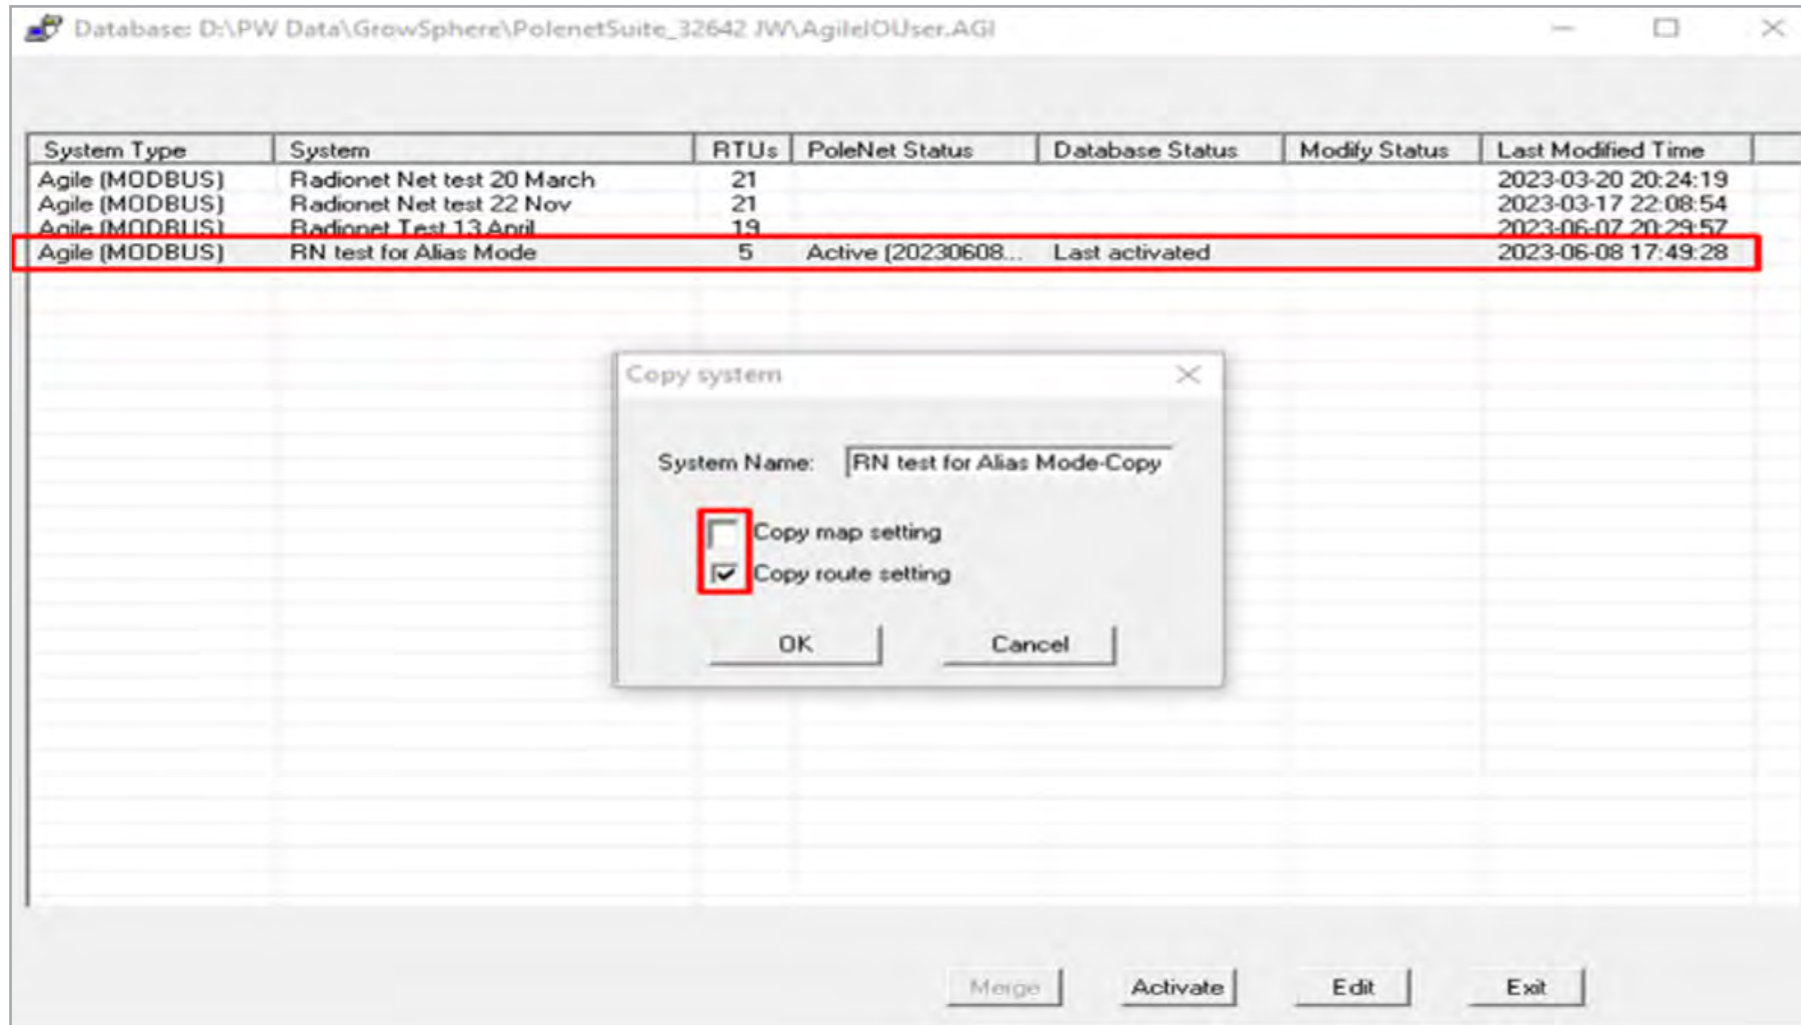 Database: D:\PW Data\GrowSphere\PolenetSuite_32642 JW\AgileIOUser.AGI
System Type System RTUs PoleNet Status Database Status Modify Status Last Modified Time
Agile (MODBUS) Radionet Net test 20 March 21 2023-03-20 20:24:19
Agile (MODBUS) Radionet Net test 22 Nov 21 2023-03-17 22:08:54
Agile (MODBUS) Radionet Test 13 April 19 2023-06-07 20:29:57
Agile (MODBUS) RN test for Alias Mode 5 Active (20230608... Last activated 2023-06-08 17:49:28
Copy system
System Name: RN test for Alias Mode-Copy
Copy map setting
Copy route setting
OK Cancel
Merge Activate Edit Exit